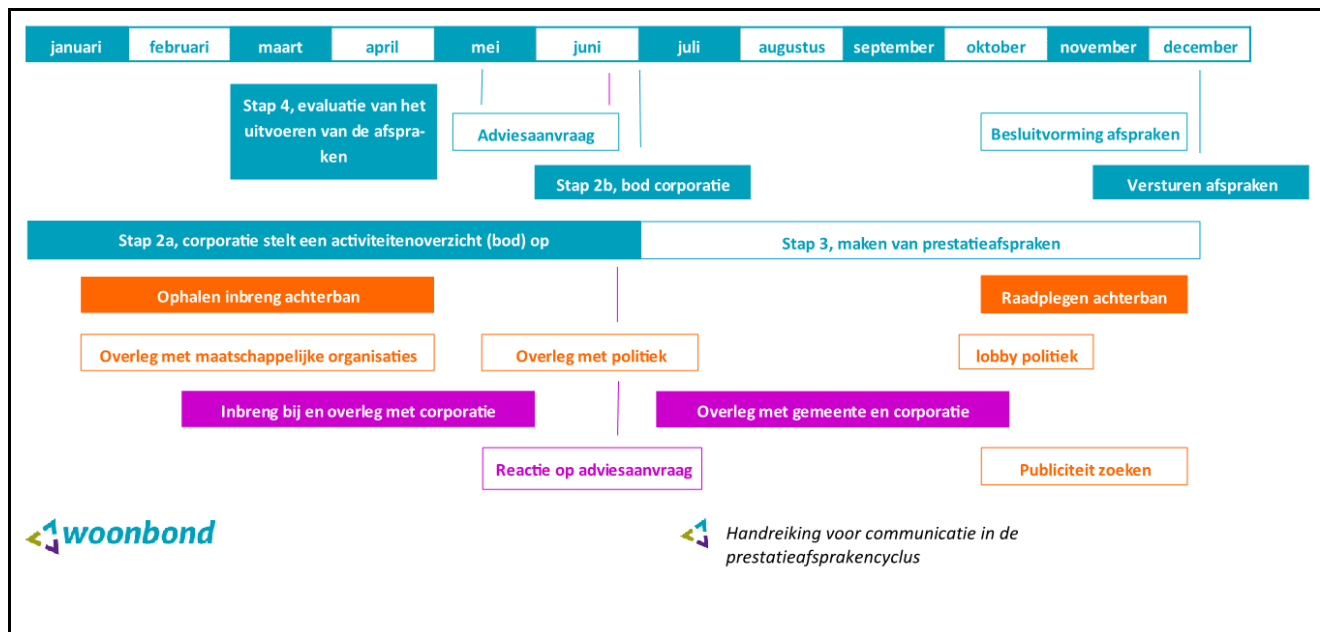 januari februari maart april mei juni juli augustus september oktober november december
Stap 4, evaluatie van het
uitvoeren van de afspra-
ken
Adviesaanvraag
Besluitvorming afspraken
Stap 2b, bod corporatie
Versturen afspraken
Stap 2a, corporatie stelt een activiteitenoverzicht (bod) op
Stap 3, maken van prestatieafspraken
Ophalen inbreng achterban
Raadplegen achterban
Overleg met maatschappelijke organisaties
Overleg met politiek
lobby politiek
Inbreng bij en overleg met corporatie
Overleg met gemeente en corporatie
Reactie op adviesaanvraag
Publiciteit zoeken
woonbond
Handreiking voor communicatie in de
prestatieafsprakencyclus